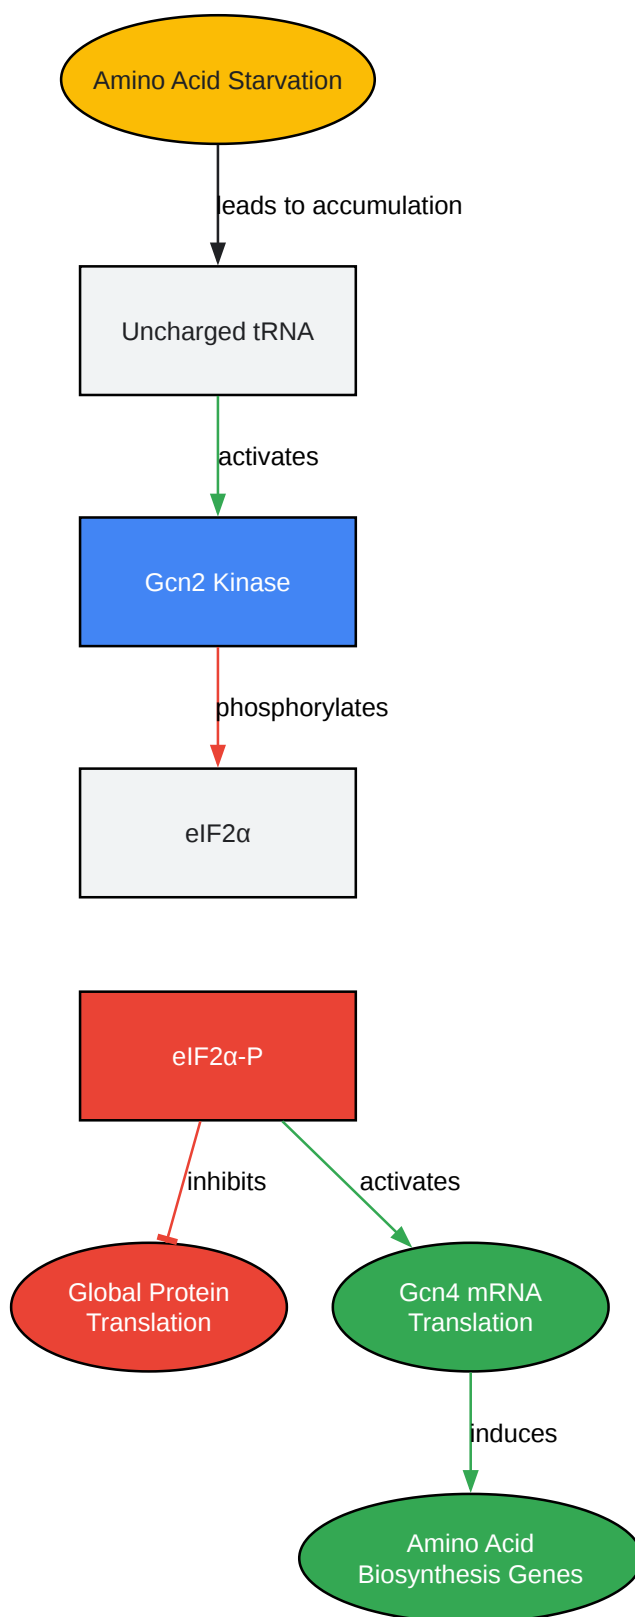 Amino Acid Starvation
leads to accumulation
Uncharged tRNA
activates
Gcn2 Kinase
phosphorylates
eIF2α
eIF2α-P
inhibits
activates
Global Protein
Translation
Gcn4 mRNA
Translation
induces
Amino Acid
Biosynthesis Genes